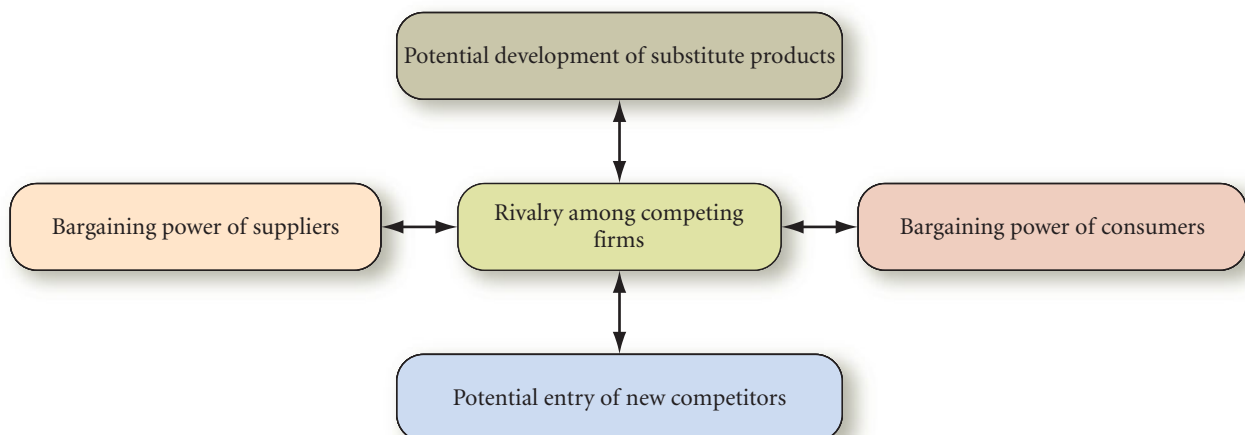 Potential development of substitute products
Bargaining power of suppliers
Rivalry among competing
firms
Bargaining power of consumers
Potential entry of new competitors